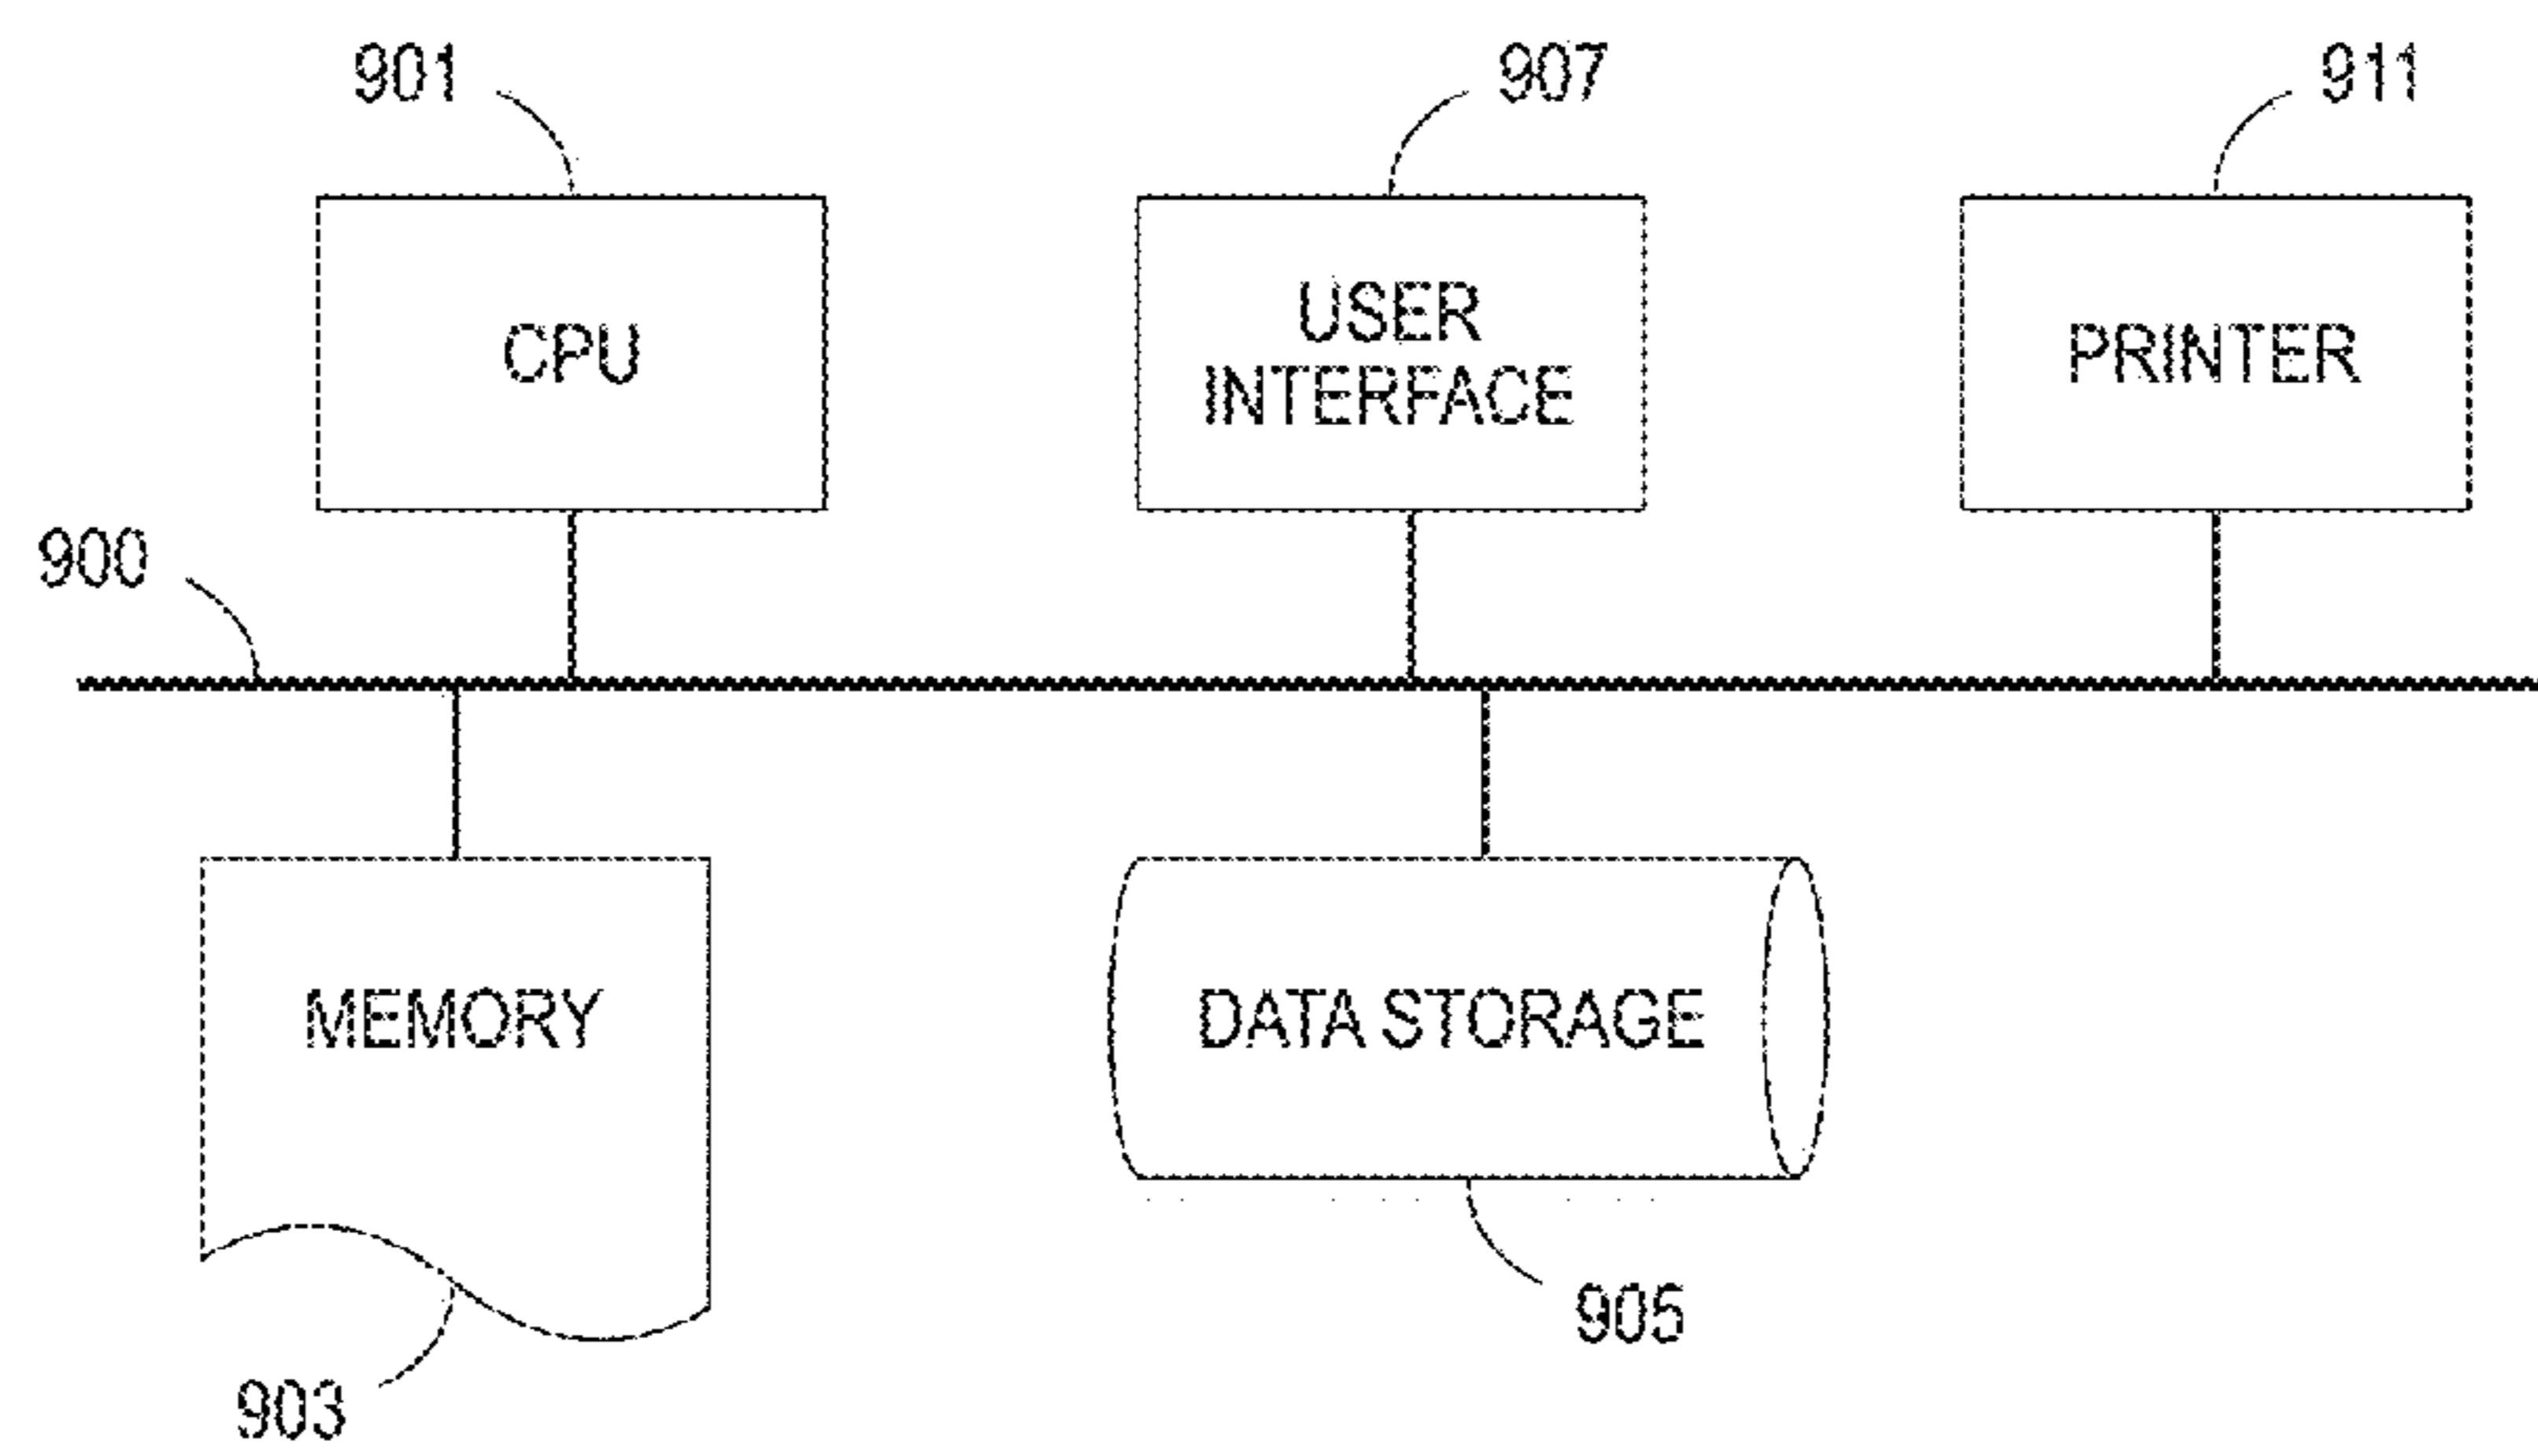 901
907
911
CPU
USER
INTERFACE
PRINTER
900
MEMORY
DATA STORAGE
905
903